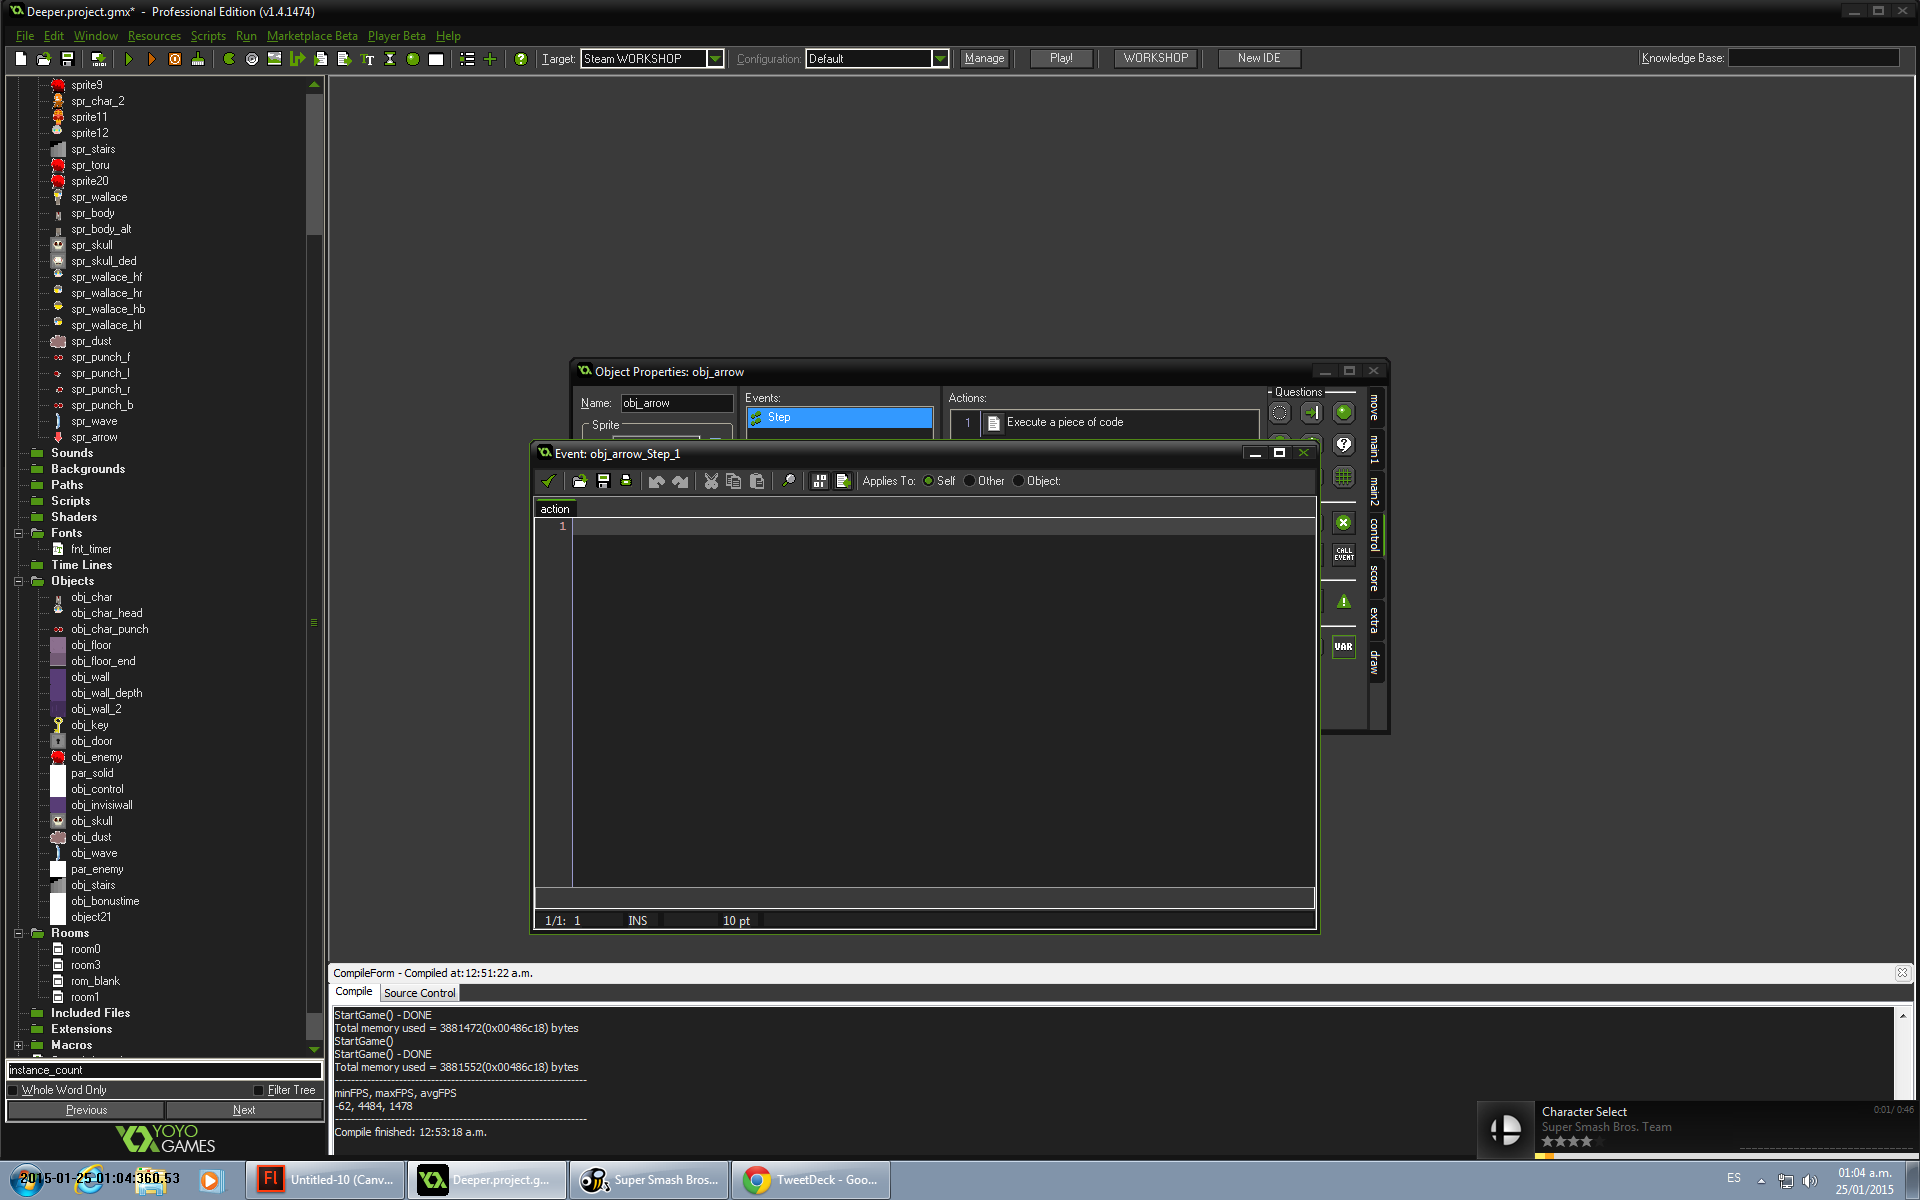 Deeper.project.gmx* - Professional Edition (v1.4.1474)
File Edit Window Resources Scripts Run Marketplace Beta Player Beta Help
Target: Steam WORKSHOP Configuration: Default Manage Play! WORKSHOP New IDE Knowledge Base:
sprite9
spr_char_2
sprite11
sprite12
spr_stairs
spr_toru
sprite20
spr_wallace
spr_body
spr_body_alt
spr_skull
spr_skull_ded
spr_wallace_hf
spr_wallace_hr
spr_wallace_hb
spr_wallace_hl
spr_dust
spr_punch_f
spr_punch_l
spr_punch_r
spr_punch_b
spr_wave
spr_arrow
Sounds
Backgrounds
Paths
Scripts
Shaders
Fonts
fnt_timer
Time Lines
Objects
obj_char
obj_char_head
obj_char_punch
obj_floor
obj_floor_end
obj_wall
obj_wall_depth
obj_wall_2
obj_key
obj_door
obj_enemy
par_solid
obj_control
obj_invisiwall
obj_skull
obj_dust
obj_wave
par_enemy
obj_stairs
obj_bonustime
object21
Rooms
room0
room3
rom_blank
room1
Included Files
Extensions
Macros
instance_count
Whole Word Only Filter Tree
Previous Next
YOYO GAMES
Object Properties: obj_arrow
Name: obj_arrow
Sprite
Events:
Step
Actions:
1 Execute a piece of code
Questions
CALL EVENT
VAR
move
main1
main2
control
score
extra
draw
Event: obj_arrow_Step_1
Applies To: Self Other Object:
action
1
1/1: 1 INS 10 pt
CompileForm - Compiled at:12:51:22 a.m.
Compile Source Control
StartGame() - DONE
Total memory used = 3881472(0x00486c18) bytes
StartGame()
StartGame() - DONE
Total memory used = 3881552(0x00486c18) bytes
minFPS, maxFPS, avgFPS
-62, 4484, 1478
Compile finished: 12:53:18 a.m.
Character Select 0:01/ 0:46
Super Smash Bros. Team
2015-01-25-01:04:360.53
Untitled-10 (Canv... Deeper.project.g... Super Smash Bros... TweetDeck - Goo...
ES 01:04 a.m.
25/01/2015